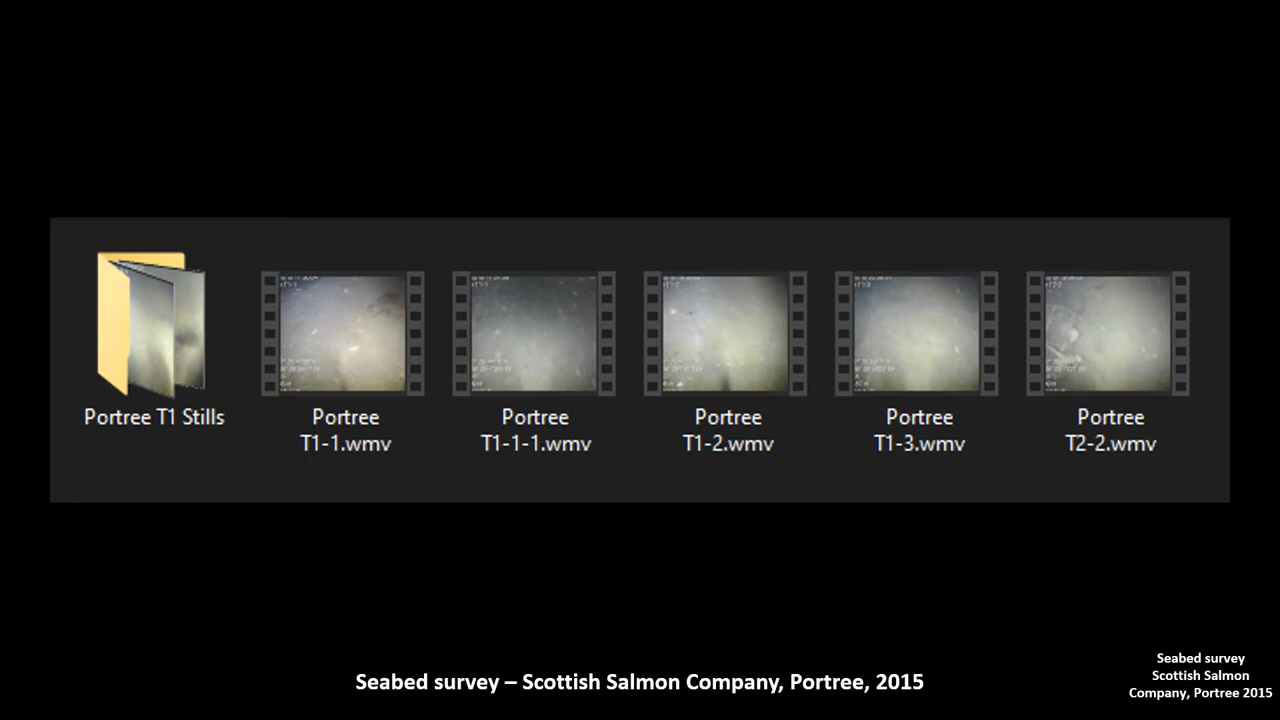 Portree T1 Stills
Portree
T1-1.wmv
Portree
T1-1-1.wmv
Portree
T1-2.wmv
Portree
T1-3.wmv
Portree
T2-2.wmv
Seabed survey – Scottish Salmon Company, Portree, 2015
Seabed survey
Scottish Salmon
Company, Portree 2015